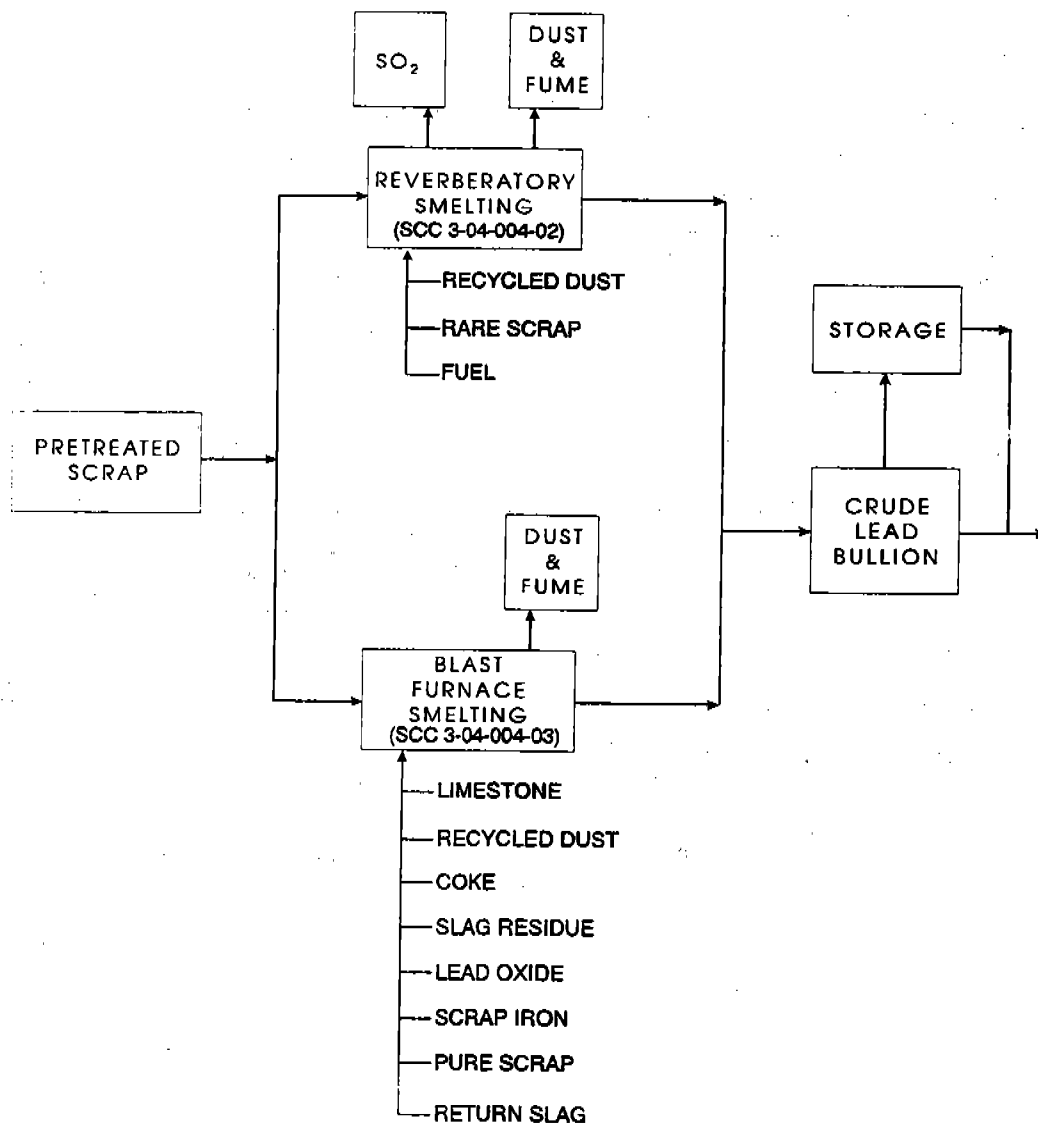 SO₂
DUST
&
FUME
REVERBERATORY
SMELTING
(SCC 3-04-004-02)
RECYCLED DUST
RARE SCRAP
FUEL
STORAGE
PRETREATED
SCRAP
CRUDE
LEAD
BULLION
DUST
&
FUME
BLAST
FURNACE
SMELTING
(SCC 3-04-004-03)
LIMESTONE
RECYCLED DUST
COKE
SLAG RESIDUE
LEAD OXIDE
SCRAP IRON
PURE SCRAP
RETURN SLAG